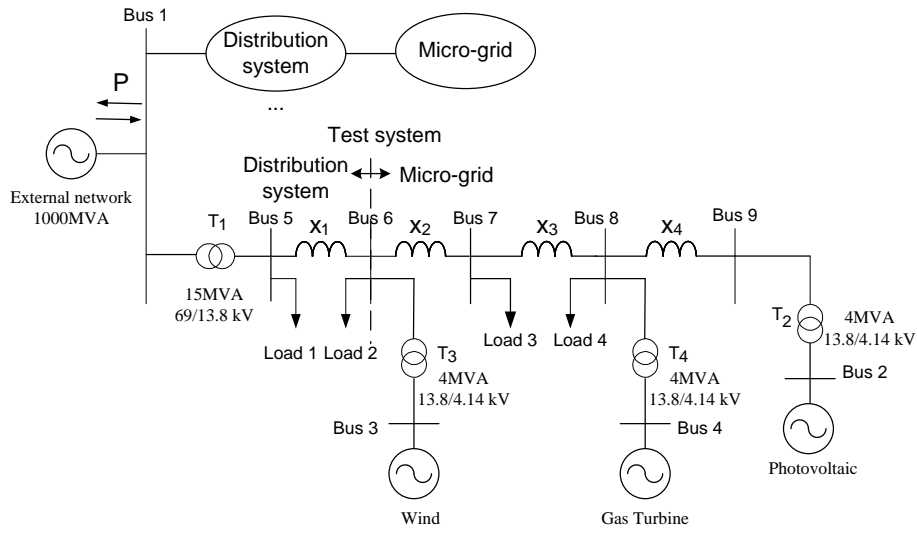 Bus 1
Distribution
system
Micro-grid
P
...
Test system
External network
1000MVA
Distribution
system
Micro-grid
T1
Bus 5
X1
Bus 6
X2
Bus 7
X3
Bus 8
X4
Bus 9
15MVA
69/13.8 kV
Load 1
Load 2
Load 3
Load 4
T3
4MVA
13.8/4.14 kV
T4
4MVA
13.8/4.14 kV
T2
4MVA
13.8/4.14 kV
Bus 2
Bus 3
Bus 4
Photovoltaic
Wind
Gas Turbine